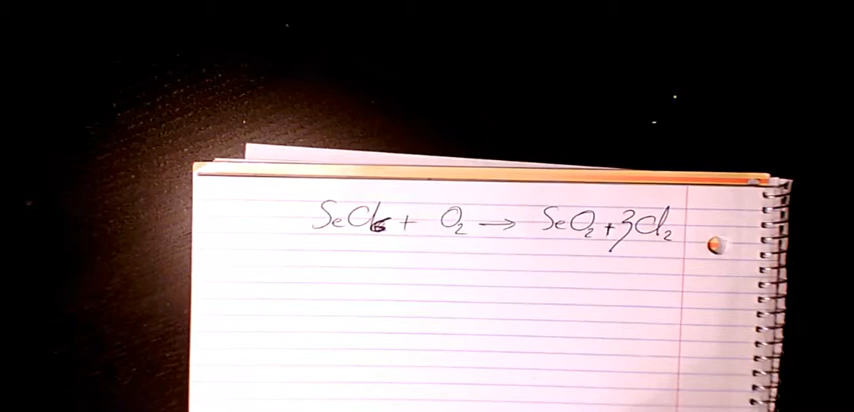 SeCl6 + O2 → SeO2 + 3Cl2